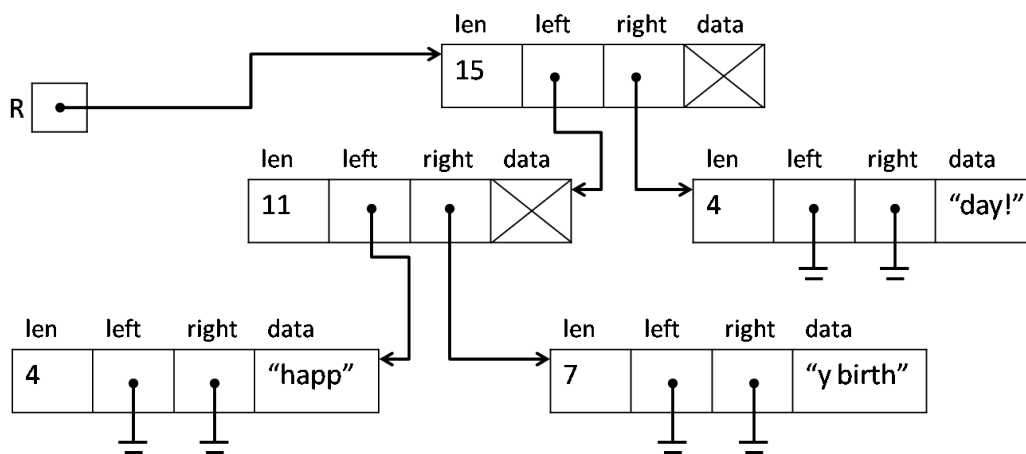 len left right data
15
R
len left right data
11
len left right data
4 “day!”
len left right data
4 “happ”
len left right data
7 “y birth”